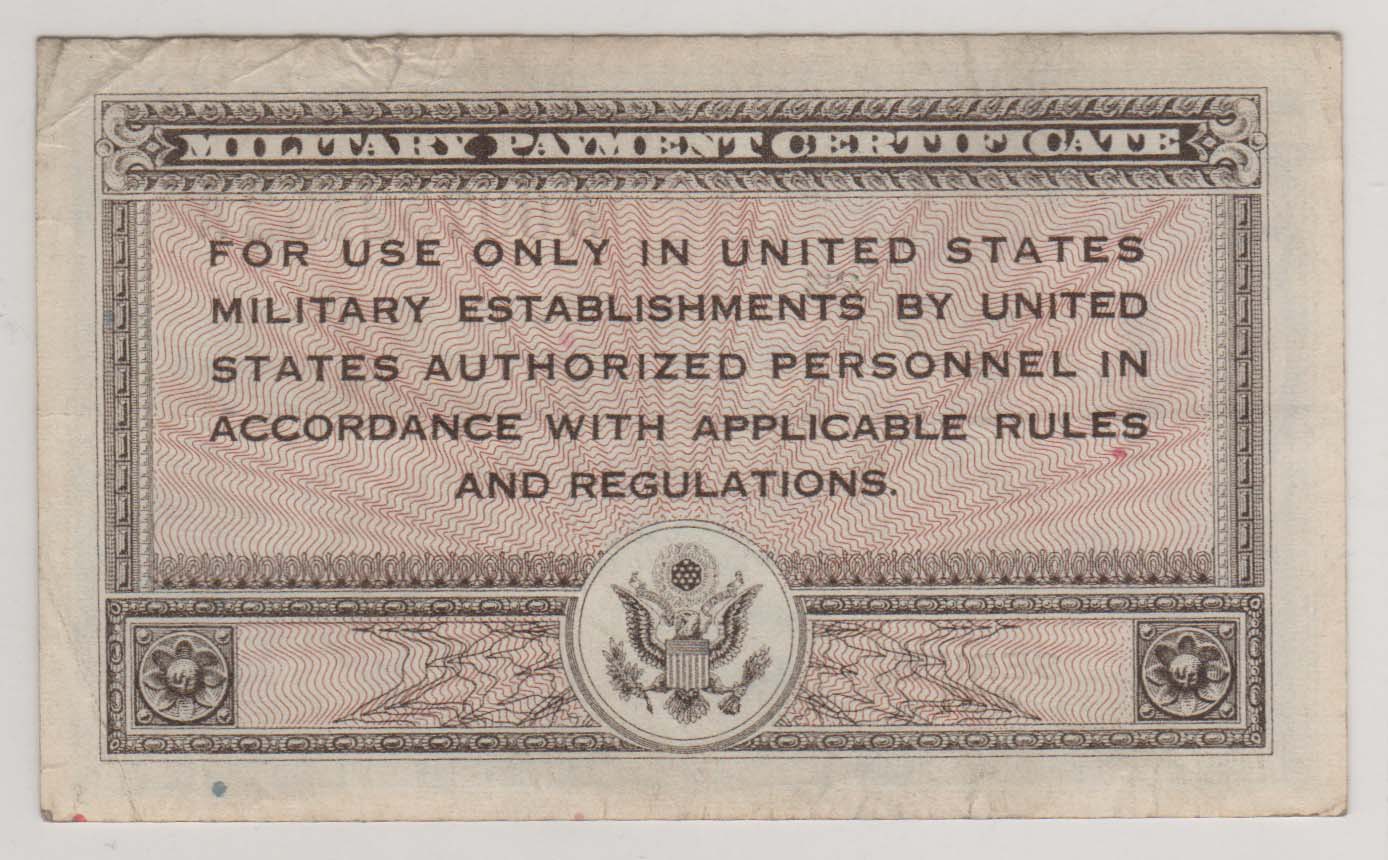 MILITARY PAYMENT CERTIFICATE
FOR USE ONLY IN UNITED STATES
MILITARY ESTABLISHMENTS BY UNITED
STATES AUTHORIZED PERSONNEL IN
ACCORDANCE WITH APPLICABLE RULES
AND REGULATIONS.